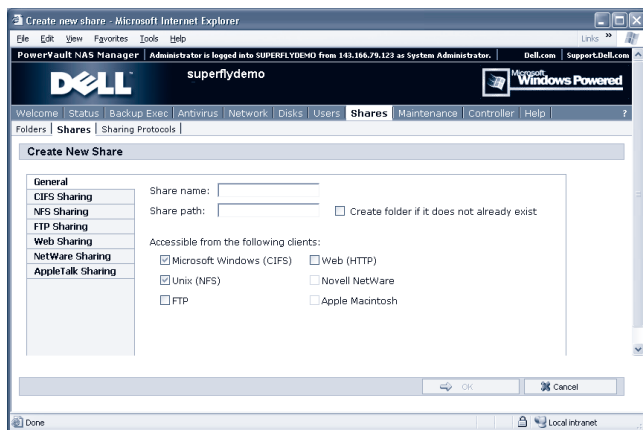 Create new share - Microsoft Internet Explorer
File Edit View Favorites Tools Help Links »
PowerVault NAS Manager Administrator is logged into SUPERFLYDEMO from 143.166.79.123 as System Administrator. Dell.com Support.Dell.com
DELL superflydemo Microsoft Windows Powered
Welcome Status Backup Exec Antivirus Network Disks Users Shares Maintenance Controller Help ?
Folders Shares Sharing Protocols
Create New Share
General
CIFS Sharing
NFS Sharing
FTP Sharing
Web Sharing
NetWare Sharing
AppleTalk Sharing
Share name:
Share path: Create folder if it does not already exist
Accessible from the following clients:
Microsoft Windows (CIFS) Web (HTTP)
Unix (NFS) Novell NetWare
FTP Apple Macintosh
OK Cancel
Done Local intranet